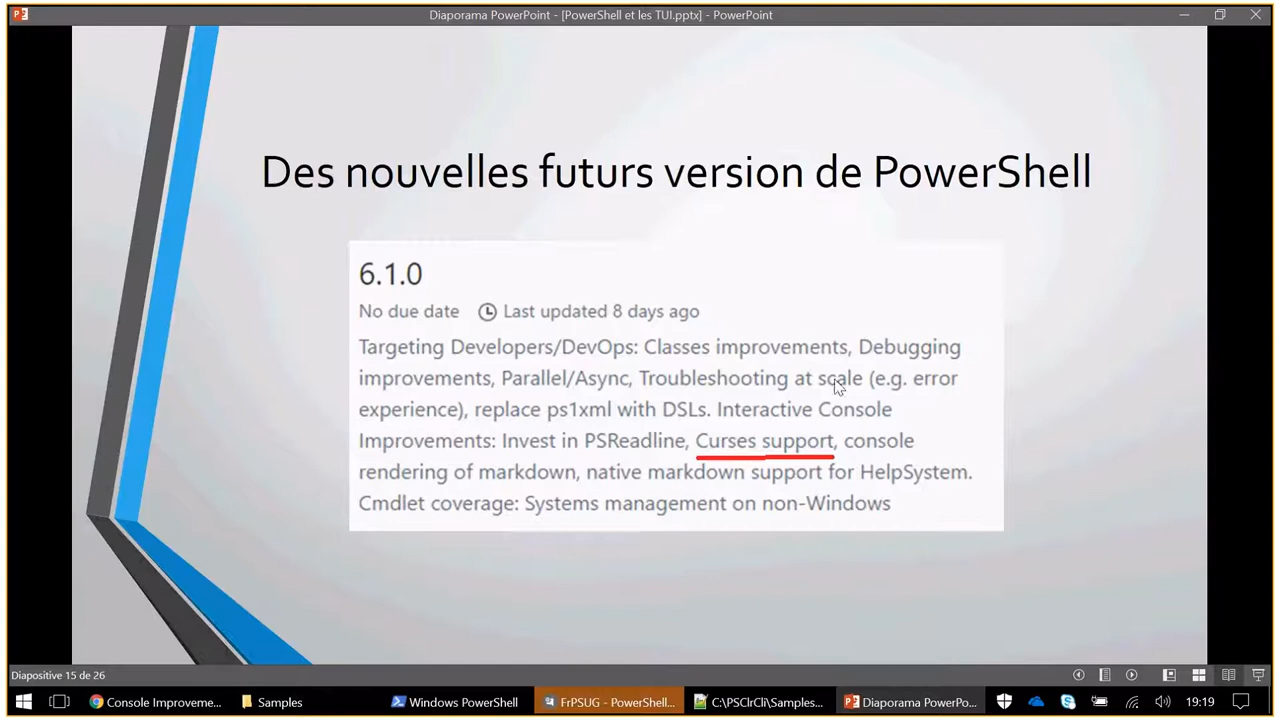 Diaporama PowerPoint - [PowerShell et les TUI.pptx] - PowerPoint
Des nouvelles futurs version de PowerShell
6.1.0
No due date Last updated 8 days ago
Targeting Developers/DevOps: Classes improvements, Debugging
improvements, Parallel/Async, Troubleshooting at scale (e.g. error
experience), replace ps1xml with DSLs. Interactive Console
Improvements: Invest in PSReadline, Curses support, console
rendering of markdown, native markdown support for HelpSystem.
Cmdlet coverage: Systems management on non-Windows
Diapositive 15 de 26
Console Improveme... Samples Windows PowerShell FrPSUG - PowerShell... C:\PSClrCli\Samples... Diaporama PowerPo... 19:19